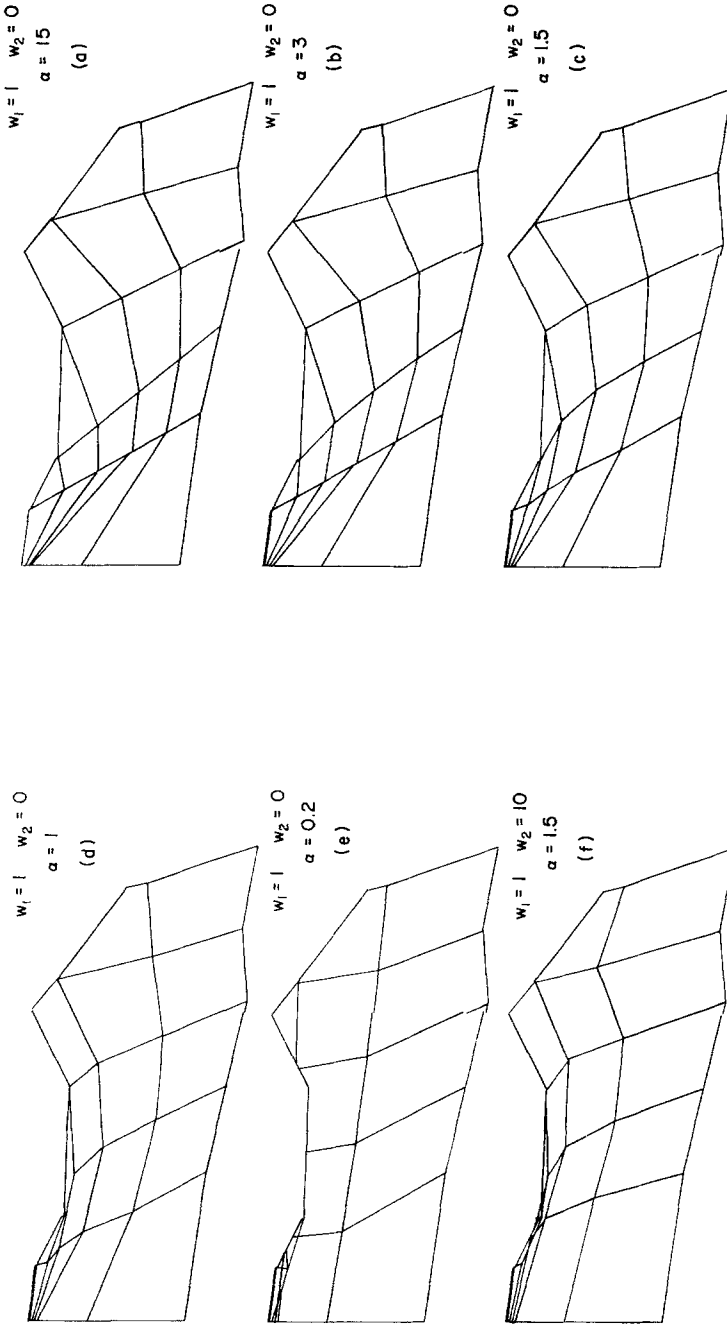 w₁ = 1 w₂ = 0
α = 15
(a)
w₁ = 1 w₂ = 0
α = 3
(b)
w₁ = 1 w₂ = 0
α = 1.5
(c)
w₁ = 1 w₂ = 0
α = 1
(d)
w₁ = 1 w₂ = 0
α = 0.2
(e)
w₁ = 1 w₂ = 10
α = 1.5
(f)